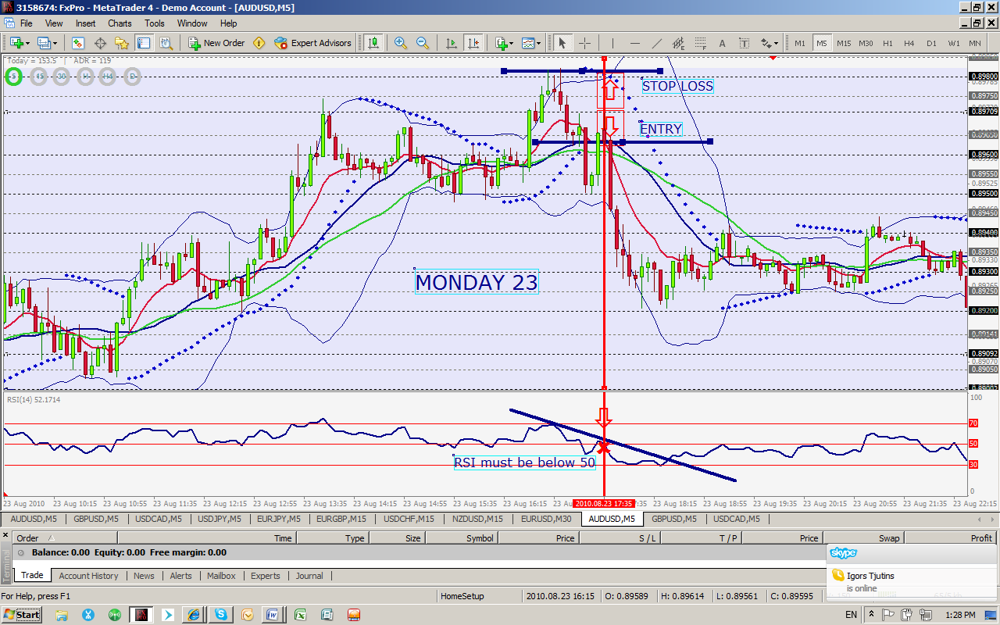 3158674: FxPro - MetaTrader 4 - Demo Account - [AUDUSD,M5]
File View Insert Charts Tools Window Help
New Order Expert Advisors A T M1 M5 M15 M30 H1 H4 D1 W1 MN
Today = 153.5 | ADR = 119
5 15 30 H H4 D
STOP LOSS
ENTRY
MONDAY 23
0.89800
0.89785
0.89750
0.89709
0.89650
0.89600
0.89550
0.89525
0.89500
0.89460
0.89450
0.89400
0.89350
0.89330
0.89300
0.89265
0.89250
0.89200
0.89141
0.89092
0.89070
0.89050
0.89002
RSI(14) 52.1714
RSI must be below 50
100
70
50
30
0
23 Aug 2010 23 Aug 10:15 23 Aug 10:55 23 Aug 11:35 23 Aug 12:15 23 Aug 12:55 23 Aug 13:35 23 Aug 14:15 23 Aug 14:55 23 Aug 15:35 23 Aug 16:15 23 Aug 16:55 2010.08.23 17:35 :35 23 Aug 18:15 23 Aug 18:55 23 Aug 19:35 23 Aug 20:15 23 Aug 20:55 23 Aug 21:35 23 Aug 22:15
AUDUSD,M5 GBPUSD,M5 USDCAD,M5 USDJPY,M5 EURJPY,M5 EURGBP,M15 USDCHF,M15 NZDUSD,M15 EURUSD,M30 AUDUSD,M5 GBPUSD,M5 USDCAD,M5
Order Time Type Size Symbol Price S / L T / P Price Swap Profit
Balance: 0.00 Equity: 0.00 Free margin: 0.00
Terminal
skype
Igors Tjutins
is online
Trade Account History News Alerts Mailbox Experts Journal
For Help, press F1 HomeSetup 2010.08.23 16:15 O: 0.89589 H: 0.89614 L: 0.89561 C: 0.89595
Start EN 1:28 PM